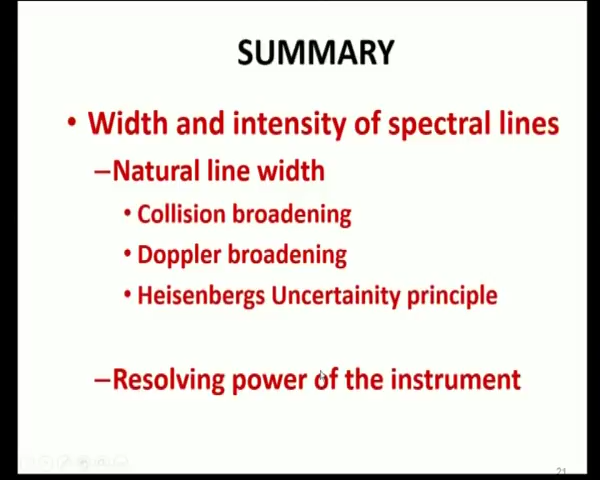 SUMMARY
• Width and intensity of spectral lines
–Natural line width
• Collision broadening
• Doppler broadening
• Heisenbergs Uncertainity principle
–Resolving power of the instrument
21